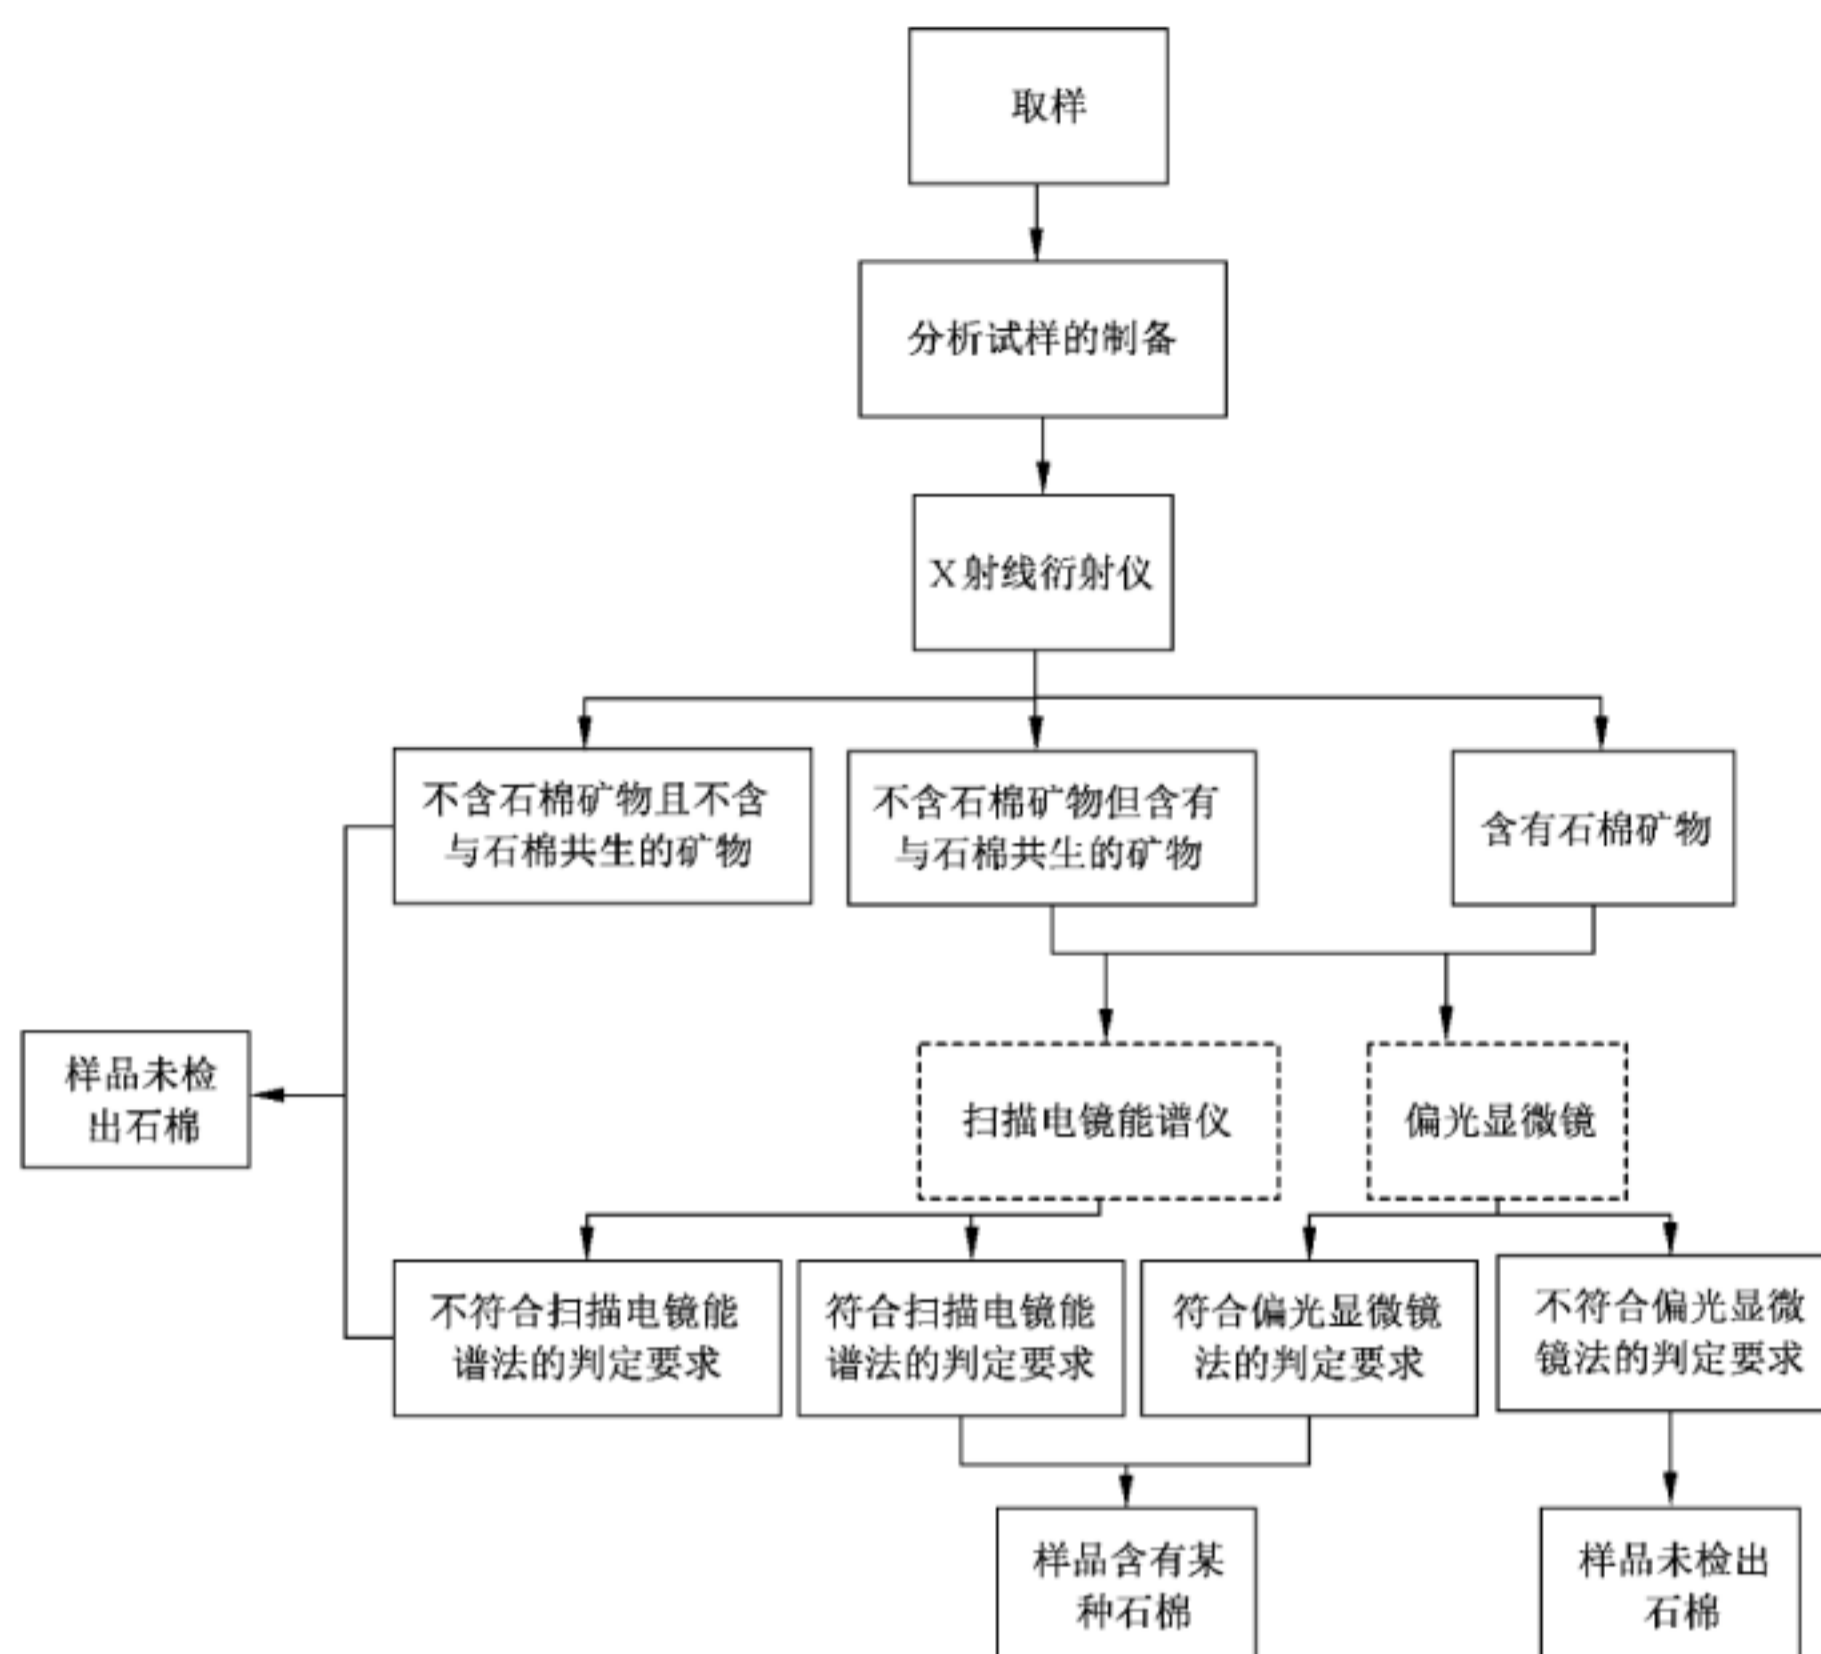 取样
分析试样的制备
X射线衍射仪
不含石棉矿物且不含
与石棉共生的矿物
不含石棉矿物但含有
与石棉共生的矿物
含有石棉矿物
样品未检
出石棉
扫描电镜能谱仪
偏光显微镜
不符合扫描电镜能
谱法的判定要求
符合扫描电镜能
谱法的判定要求
符合偏光显微镜
法的判定要求
不符合偏光显微
镜法的判定要求
样品含有某
种石棉
样品未检出
石棉